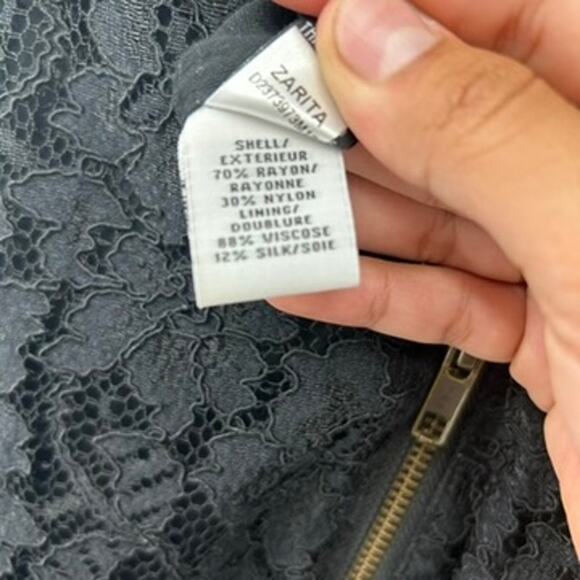 ZARITA
SHELL/
EXTERIEUR
70% RAYON/
RAYONNE
30% NYLON
LINING/
DOUBLURE
88% VISCOSE
12% SILK/SOIE